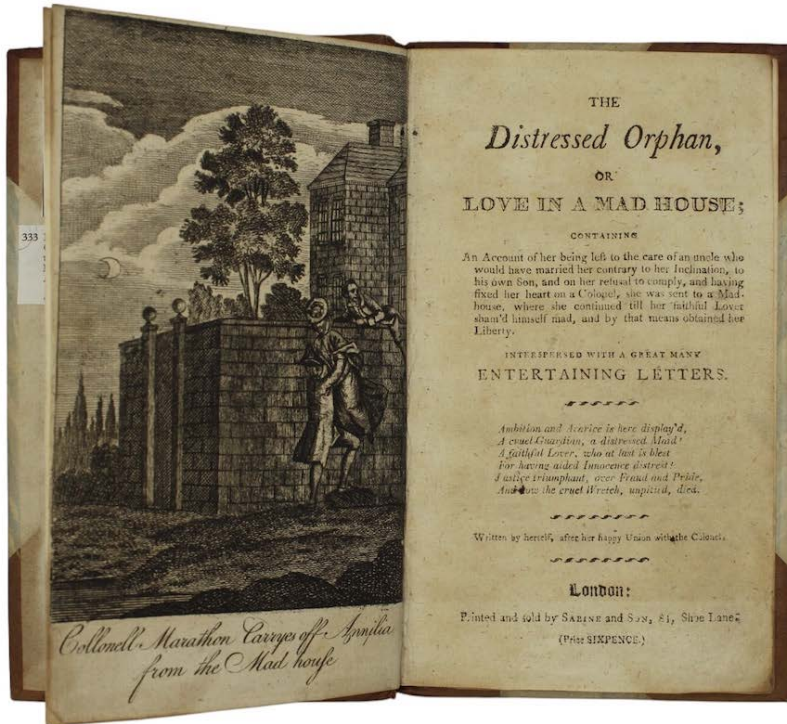 333
Collonell Marathon Carryes off Annilia
from the Mad house
THE
Distressed Orphan,
OR
LOVE IN A MAD HOUSE;
CONTAINING
An Account of her being left to the care of an uncle who
would have married her contrary to her Inclination, to
his own Son, and on her refusal to comply, and having
fixed her heart on a Colonel, she was sent to a Mad-
house, where she continued till her faithful Lover
sham'd himself mad, and by that means obtained her
Liberty.
INTERSPERSED WITH A GREAT MANY
ENTERTAINING LETTERS.
Ambition and Avarice is here display'd,
A cruel Guardian, a distressed Maid!
A faithful Lover, who at last is blest
For having aided Innocence distrest!
Justice triumphant, over Fraud and Pride,
And how the cruel Wretch, unpitied, died.
Written by herself, after her happy Union with the Colonel.
London:
Printed and sold by SABINE and SON, 81, Shoe Lane.
(Price SIXPENCE.)